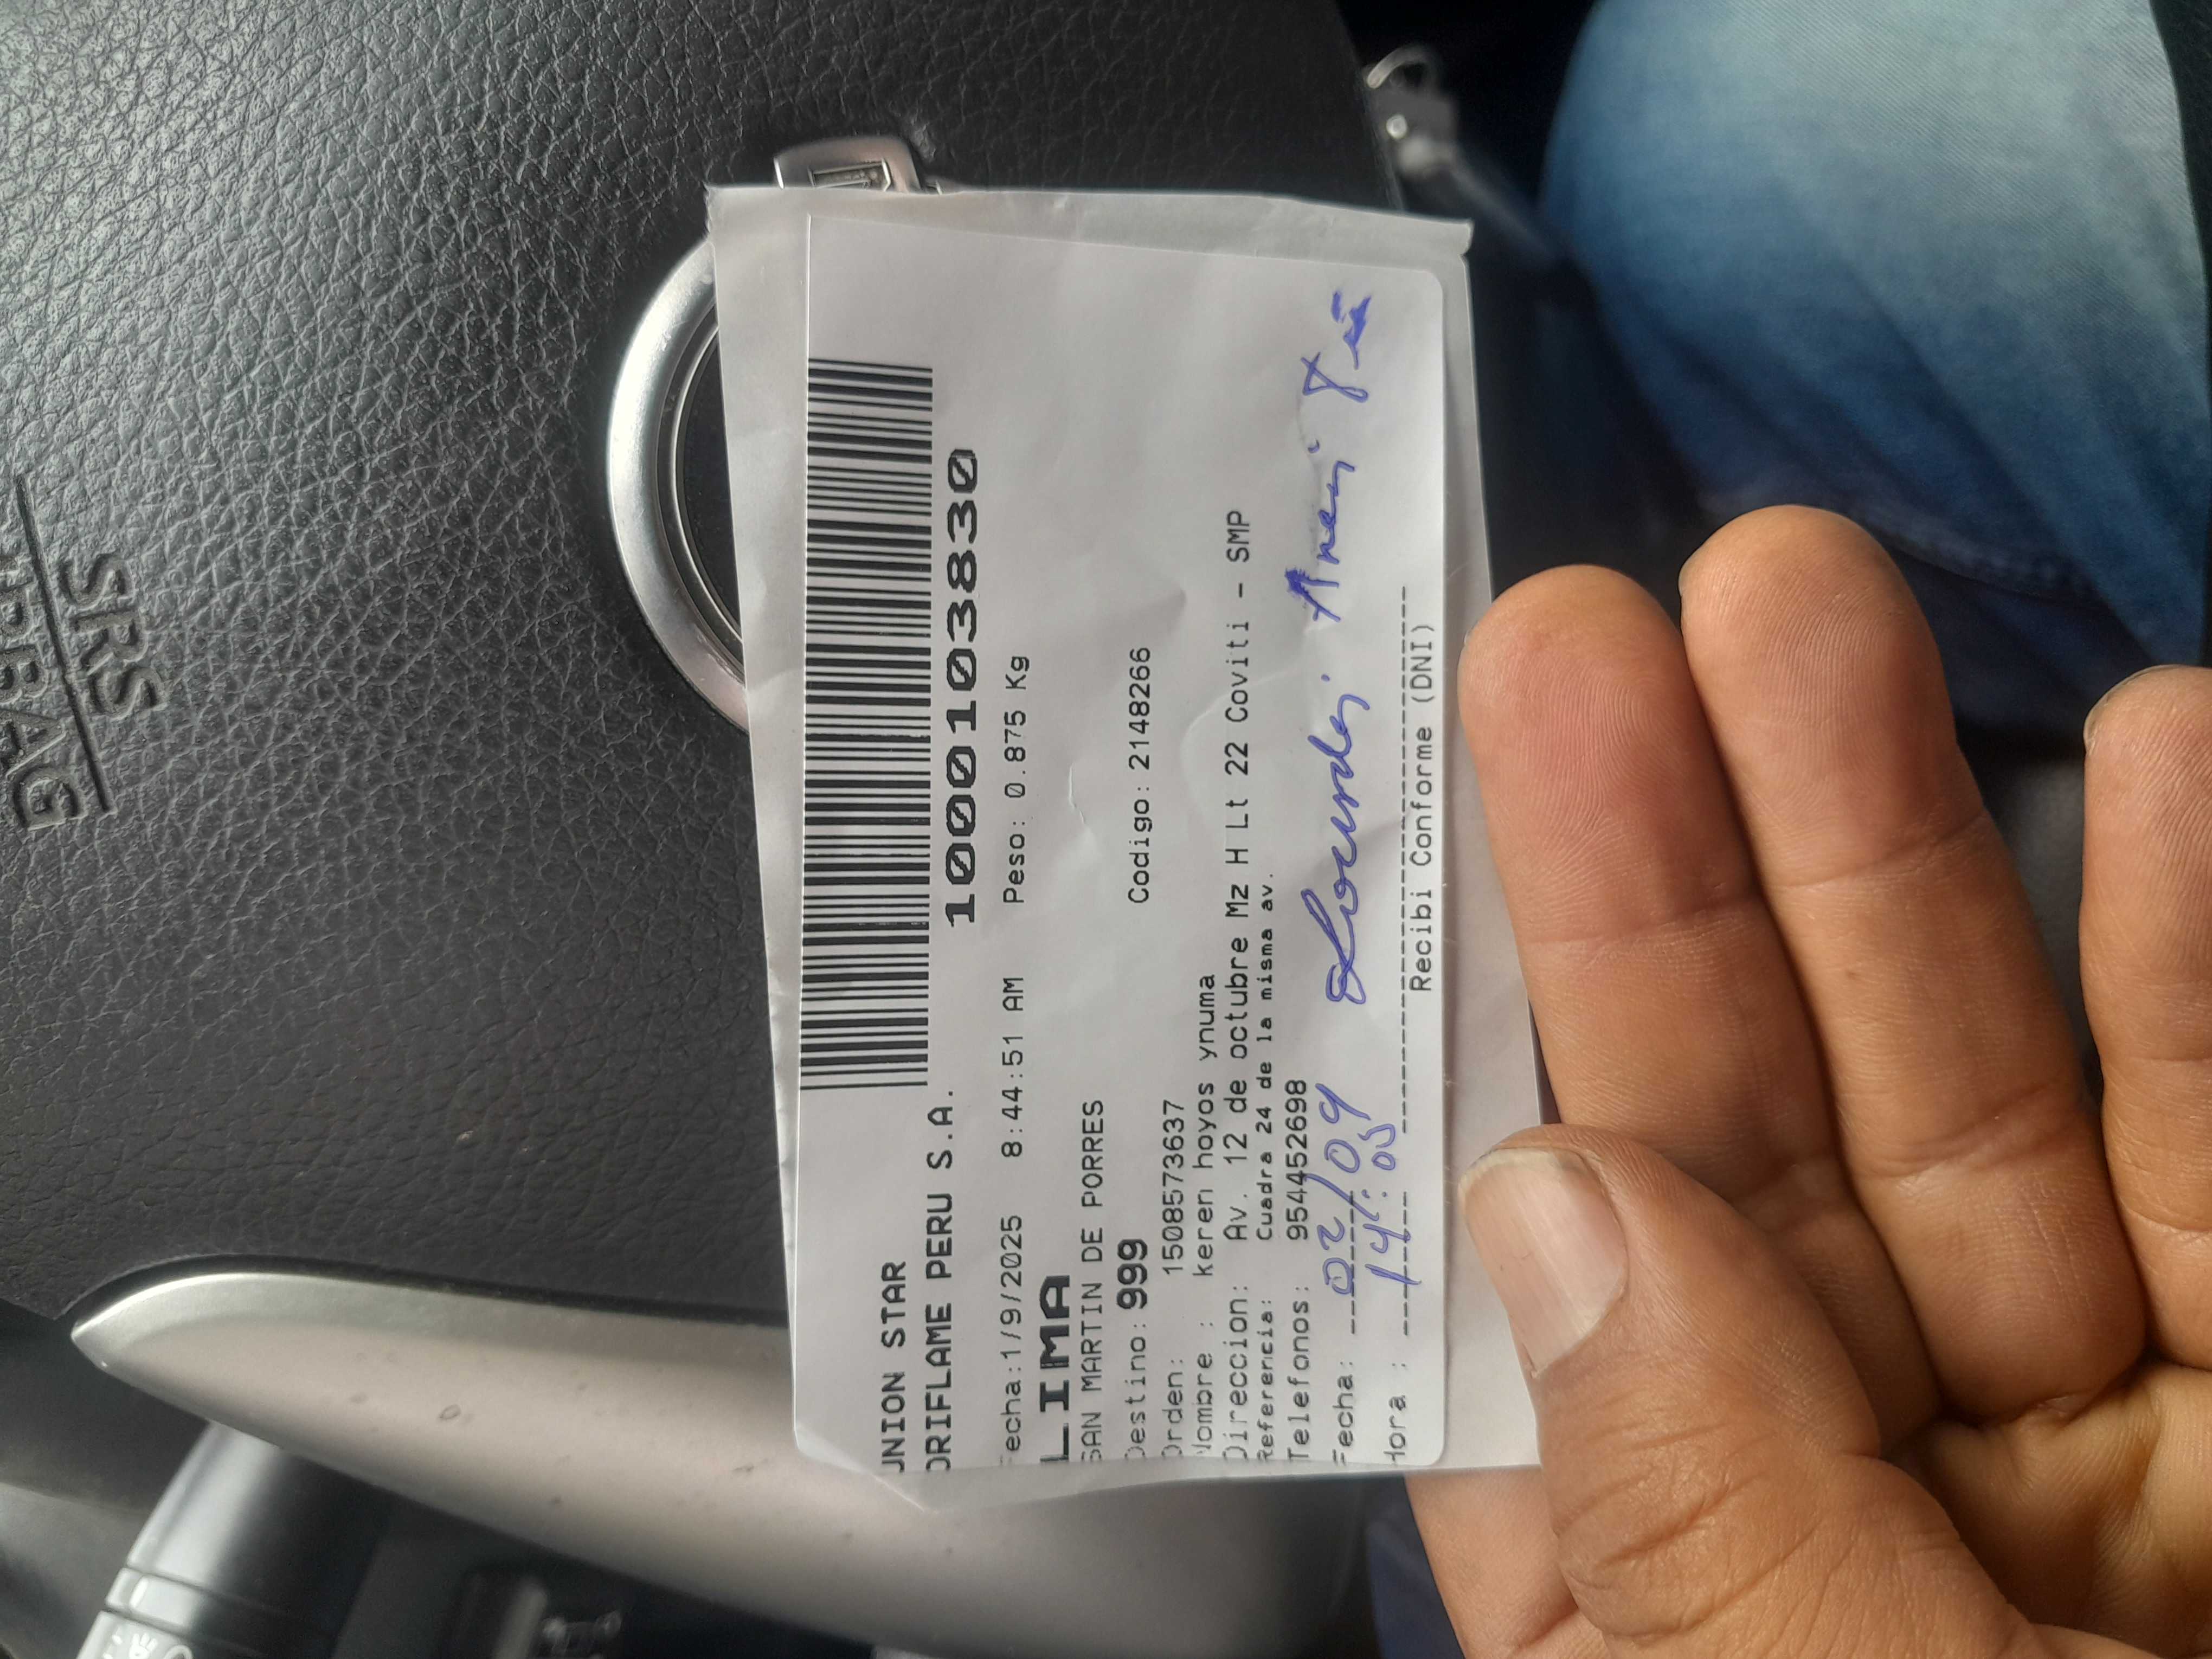 SRS
AIRBAG
UNION STAR
ORIFLAME PERU S.A.
1000103830
Fecha:1/9/2025 8:44:51 AM Peso: 0.875 Kg
LIMA
SAN MARTIN DE PORRES
Destino: 999 Codigo: 2148266
Orden: 1508573637
Nombre : keren hoyos ynuma
Direccion: Av. 12 de octubre Mz H Lt 22 Coviti - SMP
Referencia: Cuadra 24 de la misma av.
Telefonos: 954452698
Fecha: 02/09 Lourdes
Hora : 14:05
Recibi Conforme (DNI)